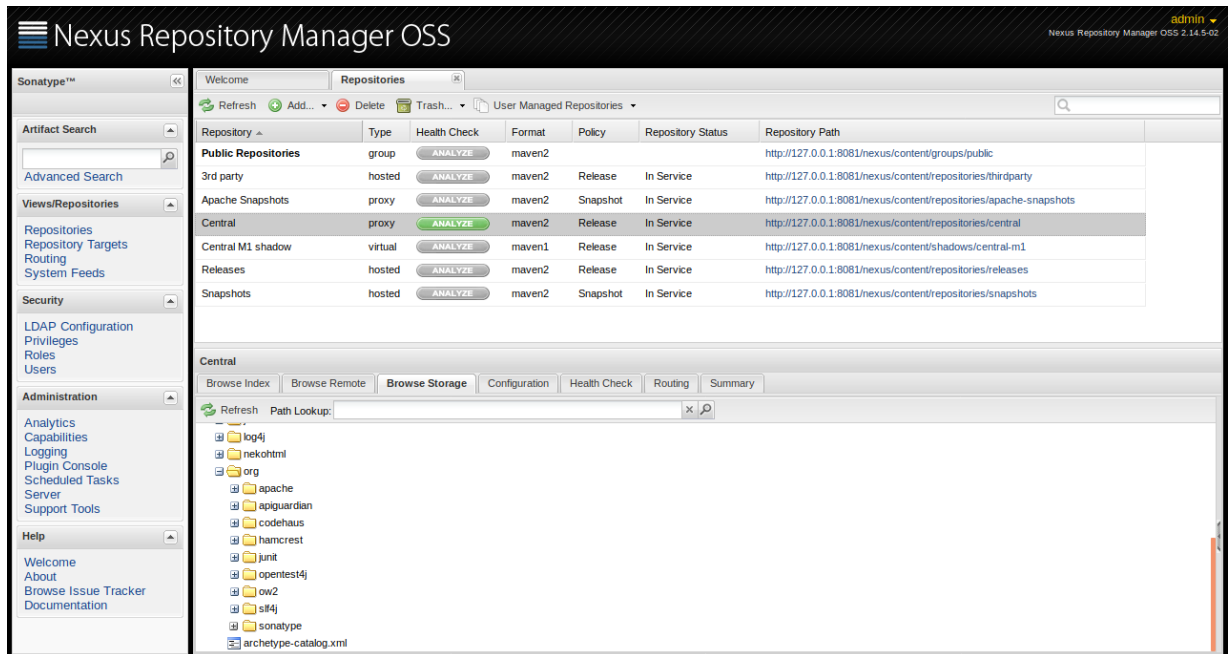 Nexus Repository Manager OSS
admin
Nexus Repository Manager OSS 2.14.5-02
Sonatype™
Artifact Search
Advanced Search
Views/Repositories
Repositories
Repository Targets
Routing
System Feeds
Security
LDAP Configuration
Privileges
Roles
Users
Administration
Analytics
Capabilities
Logging
Plugin Console
Scheduled Tasks
Server
Support Tools
Help
Welcome
About
Browse Issue Tracker
Documentation
Welcome Repositories
Refresh Add... Delete Trash... User Managed Repositories
Repository Type Health Check Format Policy Repository Status Repository Path
Public Repositories group ANALYZE maven2 http://127.0.0.1:8081/nexus/content/groups/public
3rd party hosted ANALYZE maven2 Release In Service http://127.0.0.1:8081/nexus/content/repositories/thirdparty
Apache Snapshots proxy ANALYZE maven2 Snapshot In Service http://127.0.0.1:8081/nexus/content/repositories/apache-snapshots
Central proxy ANALYZE maven2 Release In Service http://127.0.0.1:8081/nexus/content/repositories/central
Central M1 shadow virtual ANALYZE maven1 Release In Service http://127.0.0.1:8081/nexus/content/shadows/central-m1
Releases hosted ANALYZE maven2 Release In Service http://127.0.0.1:8081/nexus/content/repositories/releases
Snapshots hosted ANALYZE maven2 Snapshot In Service http://127.0.0.1:8081/nexus/content/repositories/snapshots
Central
Browse Index Browse Remote Browse Storage Configuration Health Check Routing Summary
Refresh Path Lookup:
log4j
nekohtml
org
apache
apiguardian
codehaus
hamcrest
junit
opentest4j
ow2
slf4j
sonatype
archetype-catalog.xml